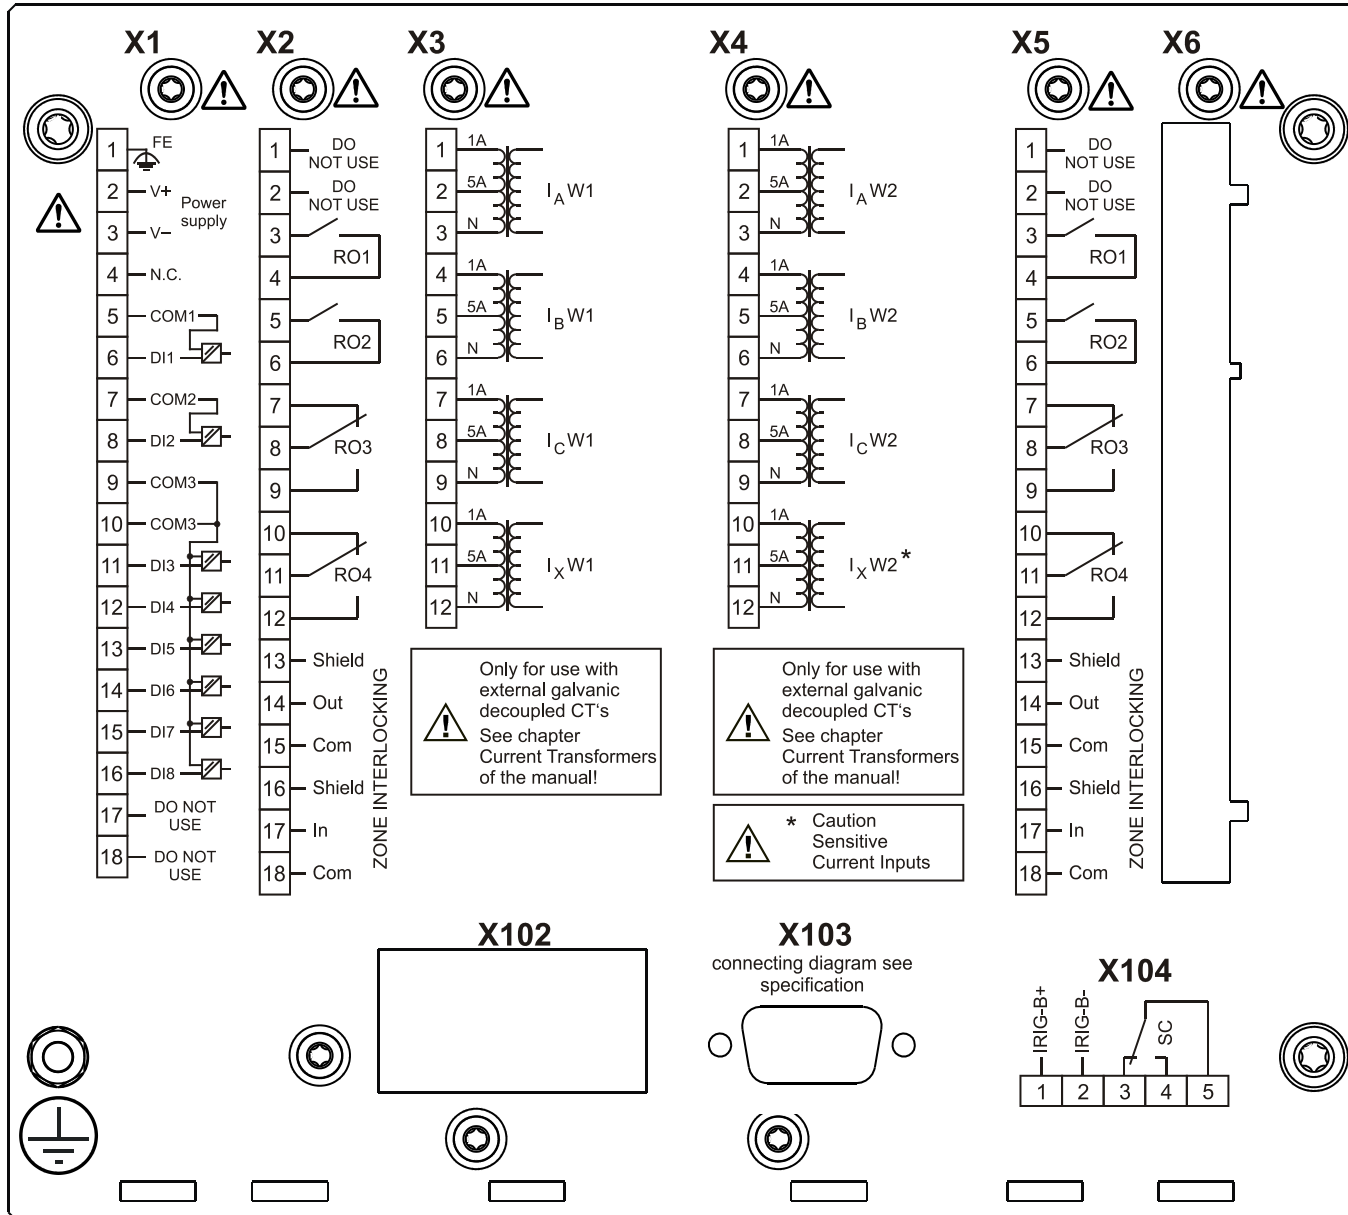 X1
X2
X3
X4
X5
X6
1 FE
2 V+
Power
supply
3 V–
4 N.C.
5 COM1
6 DI1
7 COM2
8 DI2
9 COM3
10 COM3
11 DI3
12 DI4
13 DI5
14 DI6
15 DI7
16 DI8
17 DO NOT
USE
18 DO NOT
USE
1 DO
NOT USE
2 DO
NOT USE
3
RO1
4
5
RO2
6
7
8 RO3
9
10
11 RO4
12
13 Shield
14 Out
15 Com
16 Shield
17 In
18 Com
ZONE INTERLOCKING
1 1A
2 5A IA W1
3 N
4 1A
5 5A IB W1
6 N
7 1A
8 5A IC W1
9 N
10 1A
11 5A IX W1
12 N
Only for use with
external galvanic
decoupled CT‘s
See chapter
Current Transformers
of the manual!
1 1A
2 5A IA W2
3 N
4 1A
5 5A IB W2
6 N
7 1A
8 5A IC W2
9 N
10 1A
11 5A IX W2*
12 N
Only for use with
external galvanic
decoupled CT‘s
See chapter
Current Transformers
of the manual!
* Caution
Sensitive
Current Inputs
1 DO
NOT USE
2 DO
NOT USE
3
RO1
4
5
RO2
6
7
8 RO3
9
10
11 RO4
12
13 Shield
14 Out
15 Com
16 Shield
17 In
18 Com
ZONE INTERLOCKING
X102
X103
connecting diagram see
specification
X104
IRIG-B+
IRIG-B-
SC
1 2 3 4 5